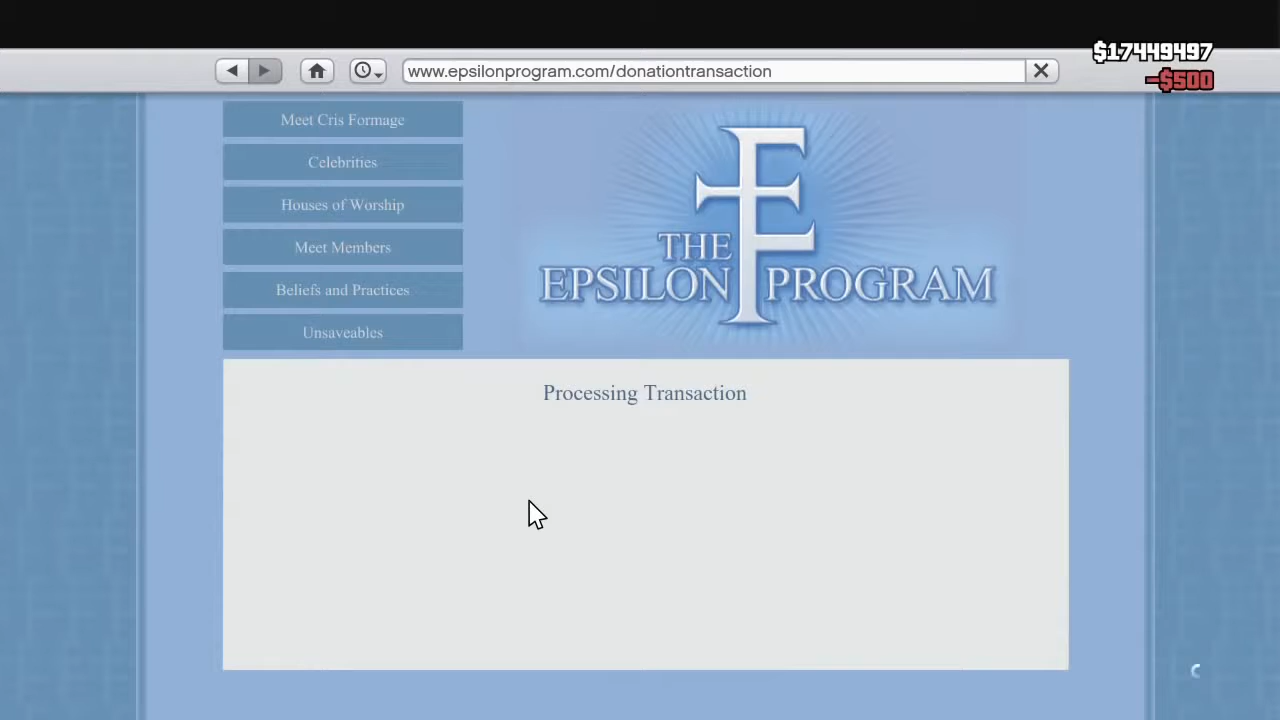 $17449497
www.epsilonprogram.com/donationtransaction
-$500
Meet Cris Formage
Celebrities
Houses of Worship
Meet Members
Beliefs and Practices
Unsaveables
THE
EPSILON PROGRAM
Processing Transaction